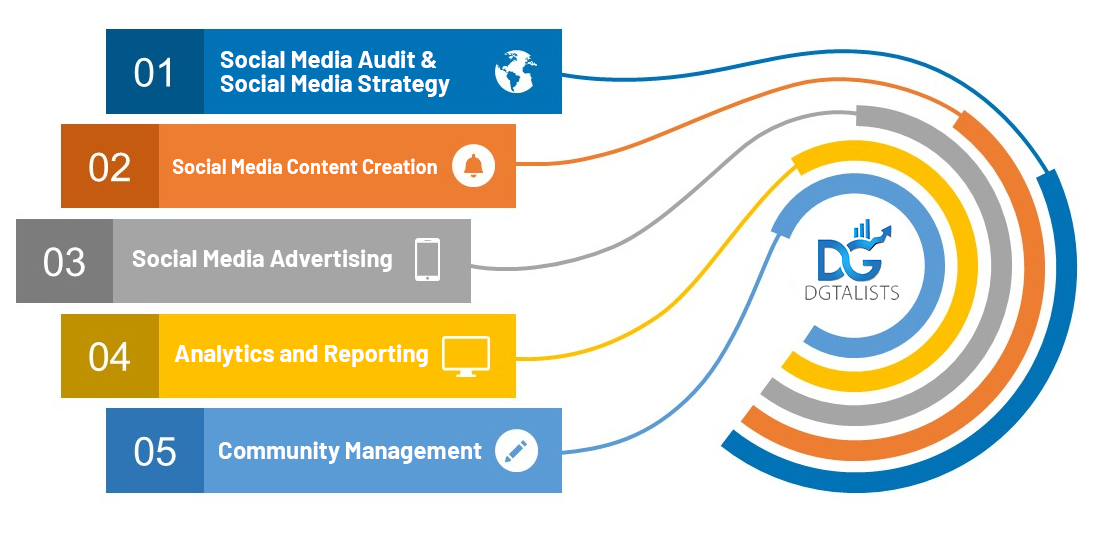 01
Social Media Audit &
Social Media Strategy
02
Social Media Content Creation
03
Social Media Advertising
04
Analytics and Reporting
05
Community Management
DG
DGTALISTS